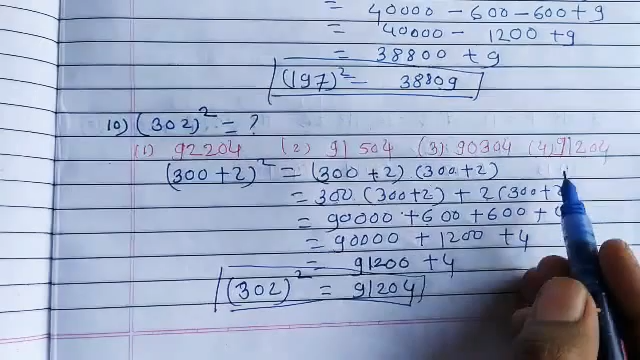 = 40000 - 600 - 600 + 9
= 40000 - 1200 + 9
= 38800 + 9
(197)² = 38809
10) (302)² = ?
(1) 92204 (2) 91504 (3) 90304 (4) 91204
(300 + 2)² = (300 + 2) (300 + 2)
= 300 (300+2) + 2 (300+2
= 90000 + 600 + 600 +
= 90000 + 1200 + 4
= 91200 + 4
(302)² = 91204